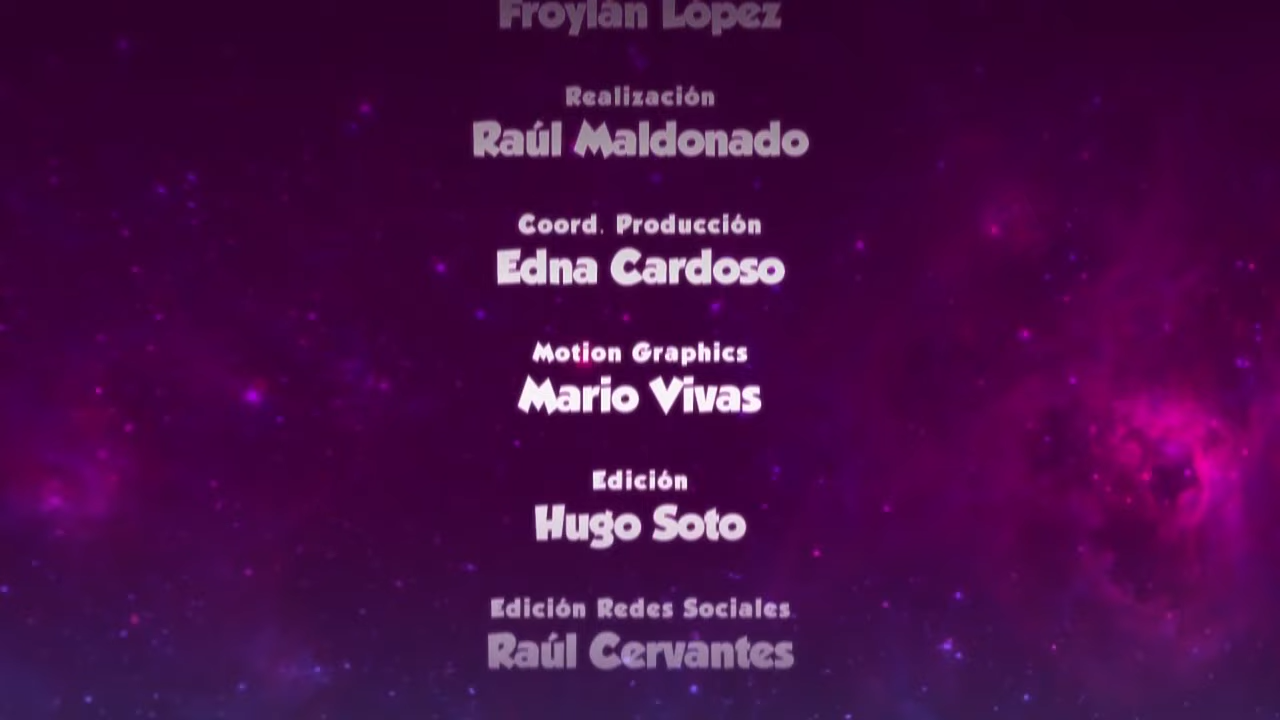 Froylán López
Realización
Raúl Maldonado
Coord. Producción
Edna Cardoso
Motion Graphics
Mario Vivas
Edición
Hugo Soto
Edición Redes Sociales
Raúl Cervantes